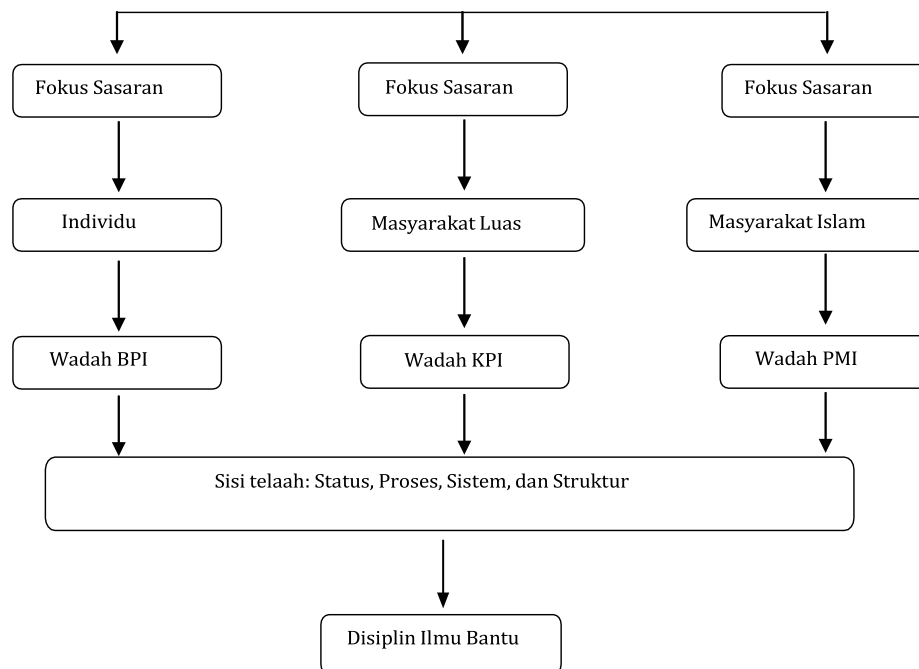 Fokus Sasaran
Fokus Sasaran
Fokus Sasaran
Individu
Masyarakat Luas
Masyarakat Islam
Wadah BPI
Wadah KPI
Wadah PMI
Sisi telaah: Status, Proses, Sistem, dan Struktur
Disiplin Ilmu Bantu